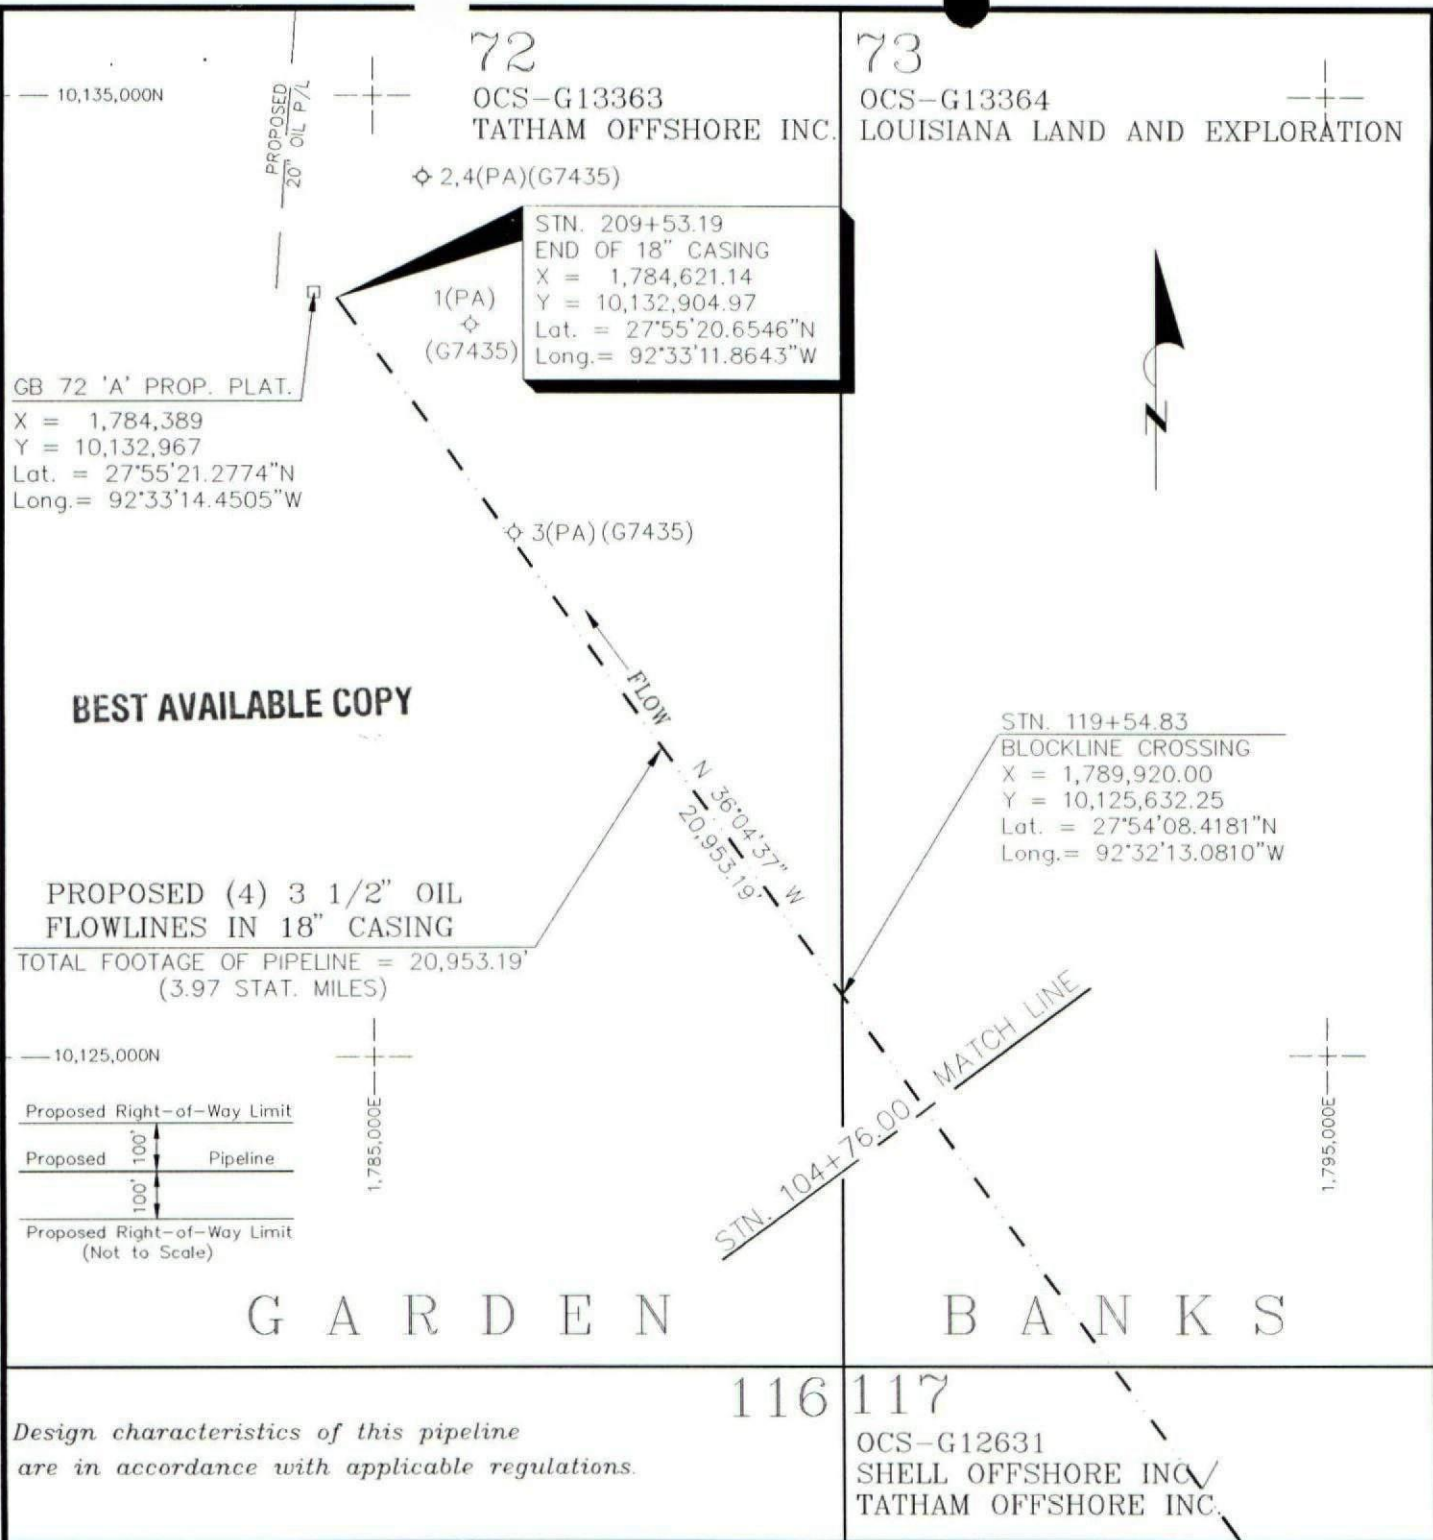 72
OCS-G13363
TATHAM OFFSHORE INC.
73
OCS-G13364
LOUISIANA LAND AND EXPLORATION
10,135,000N
PROPOSED
20" OIL P/L
2,4(PA)(G7435)
STN. 209+53.19
END OF 18" CASING
X = 1,784,621.14
Y = 10,132,904.97
Lat. = 27°55'20.6546"N
Long.= 92°33'11.8643"W
1(PA)
(G7435)
GB 72 'A' PROP. PLAT.
X = 1,784,389
Y = 10,132,967
Lat. = 27°55'21.2774"N
Long.= 92°33'14.4505"W
N
3(PA)(G7435)
FLOW
BEST AVAILABLE COPY
N 36°04'37" W
20,953.19'
STN. 119+54.83
BLOCKLINE CROSSING
X = 1,789,920.00
Y = 10,125,632.25
Lat. = 27°54'08.4181"N
Long.= 92°32'13.0810"W
PROPOSED (4) 3 1/2" OIL
FLOWLINES IN 18" CASING
TOTAL FOOTAGE OF PIPELINE = 20,953.19'
(3.97 STAT. MILES)
10,125,000N
STN. 104+76.00 MATCH LINE
1,785,000E
1,795,000E
Proposed Right-of-Way Limit
100'
Proposed Pipeline
100'
Proposed Right-of-Way Limit
(Not to Scale)
GARDEN BANKS
116
117
OCS-G12631
SHELL OFFSHORE INC/
TATHAM OFFSHORE INC.
Design characteristics of this pipeline
are in accordance with applicable regulations.